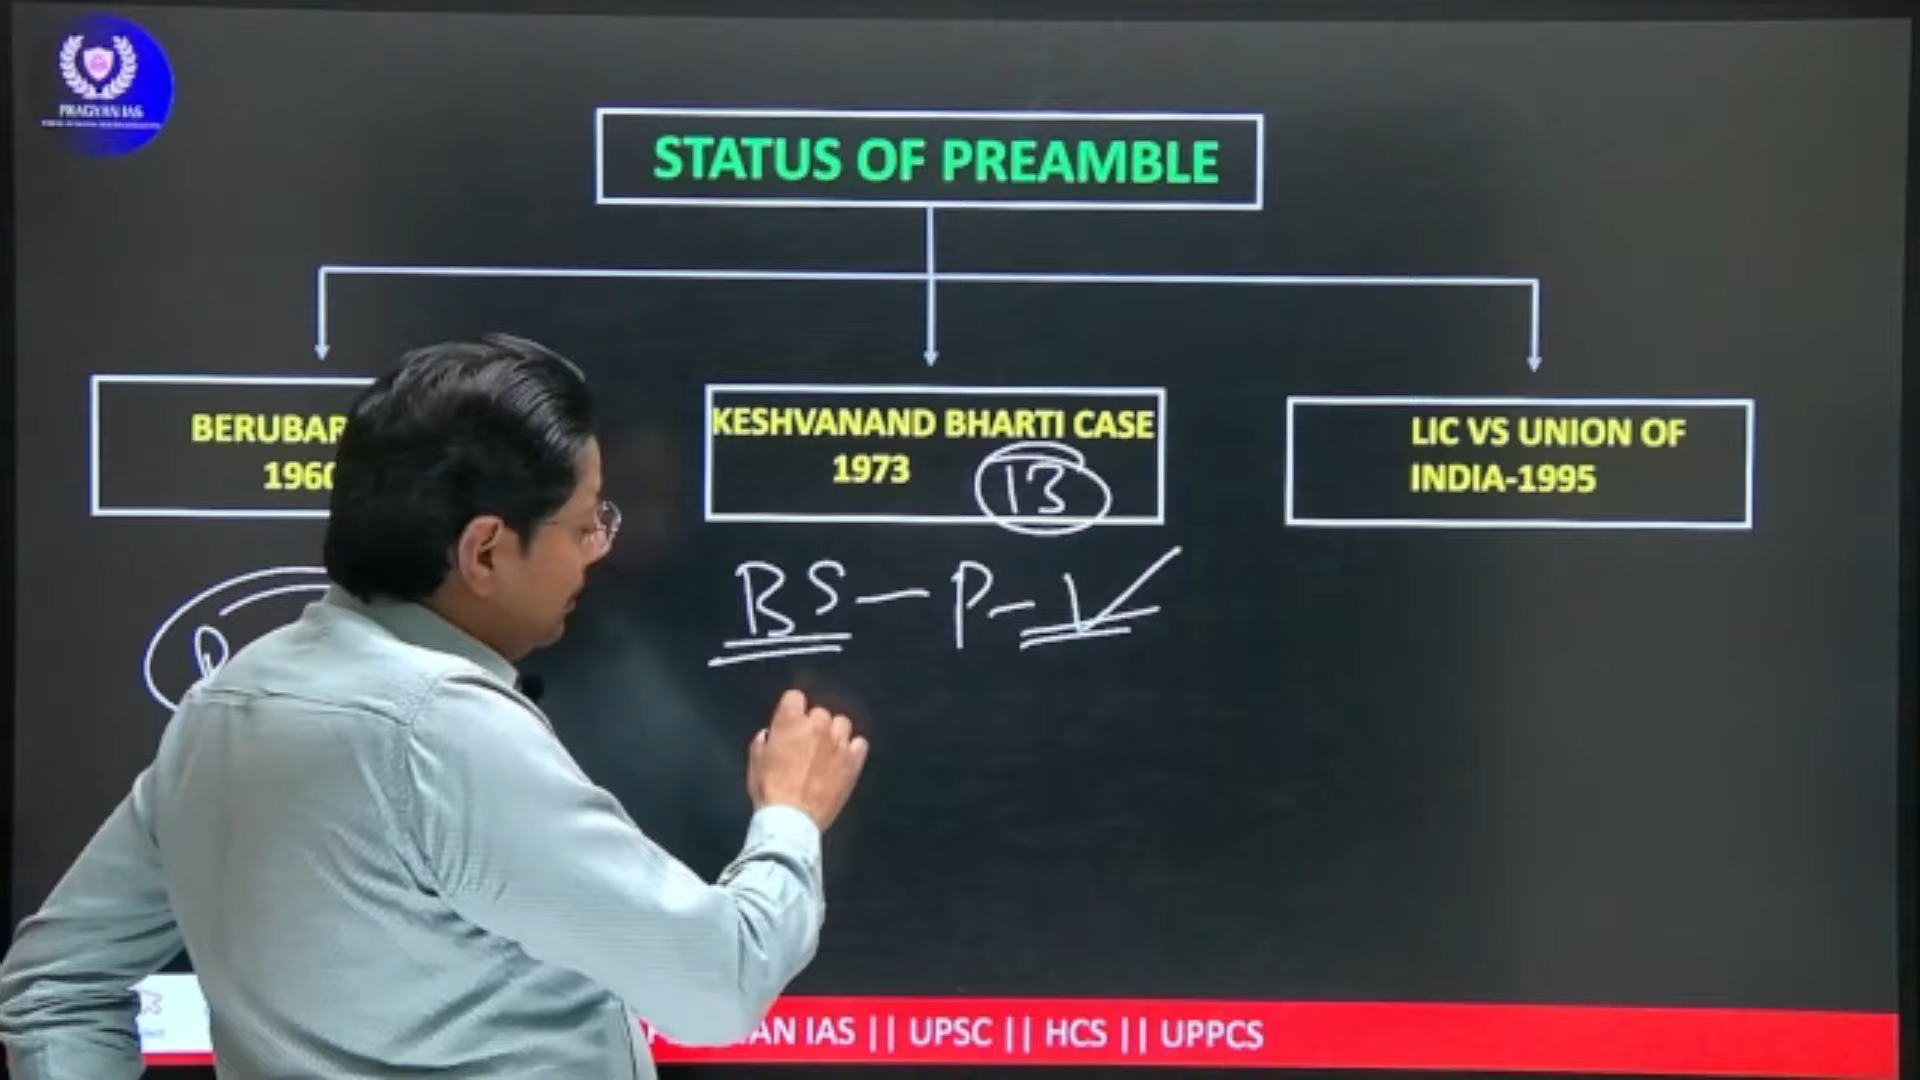 PRAGYAN IAS
STATUS OF PREAMBLE
BERUBAR
1960
KESHVANAND BHARTI CASE
1973
13
LIC VS UNION OF
INDIA-1995
BS - P -
AN IAS || UPSC || HCS || UPPCS